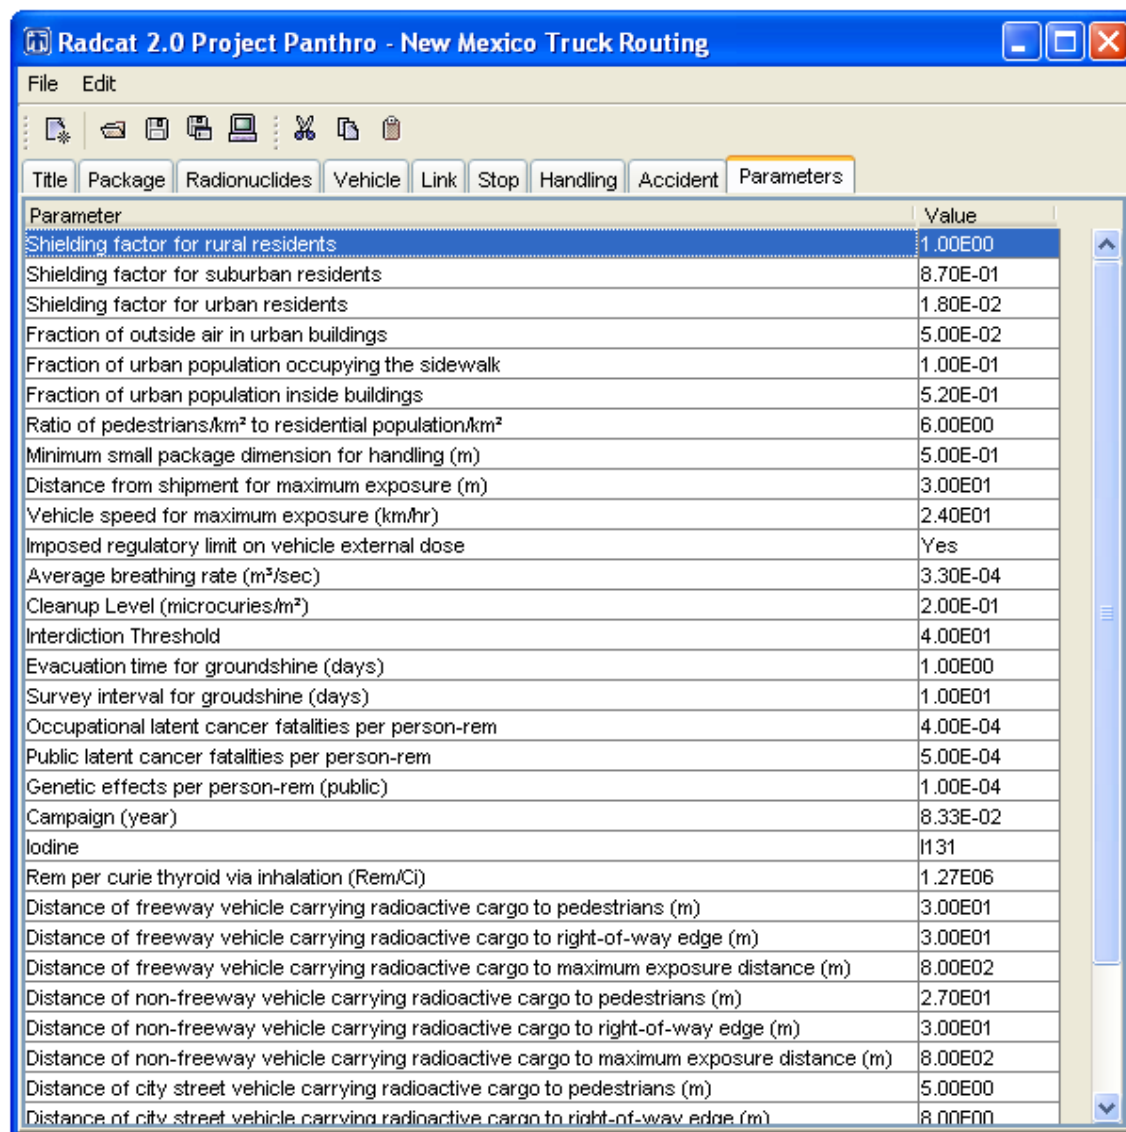 Radcat 2.0 Project Panthro - New Mexico Truck Routing
File Edit
Title Package Radionuclides Vehicle Link Stop Handling Accident Parameters
Parameter Value
Shielding factor for rural residents 1.00E00
Shielding factor for suburban residents 8.70E-01
Shielding factor for urban residents 1.80E-02
Fraction of outside air in urban buildings 5.00E-02
Fraction of urban population occupying the sidewalk 1.00E-01
Fraction of urban population inside buildings 5.20E-01
Ratio of pedestrians/km² to residential population/km² 6.00E00
Minimum small package dimension for handling (m) 5.00E-01
Distance from shipment for maximum exposure (m) 3.00E01
Vehicle speed for maximum exposure (km/hr) 2.40E01
Imposed regulatory limit on vehicle external dose Yes
Average breathing rate (m³/sec) 3.30E-04
Cleanup Level (microcuries/m²) 2.00E-01
Interdiction Threshold 4.00E01
Evacuation time for groundshine (days) 1.00E00
Survey interval for groudshine (days) 1.00E01
Occupational latent cancer fatalities per person-rem 4.00E-04
Public latent cancer fatalities per person-rem 5.00E-04
Genetic effects per person-rem (public) 1.00E-04
Campaign (year) 8.33E-02
Iodine I131
Rem per curie thyroid via inhalation (Rem/Ci) 1.27E06
Distance of freeway vehicle carrying radioactive cargo to pedestrians (m) 3.00E01
Distance of freeway vehicle carrying radioactive cargo to right-of-way edge (m) 3.00E01
Distance of freeway vehicle carrying radioactive cargo to maximum exposure distance (m) 8.00E02
Distance of non-freeway vehicle carrying radioactive cargo to pedestrians (m) 2.70E01
Distance of non-freeway vehicle carrying radioactive cargo to right-of-way edge (m) 3.00E01
Distance of non-freeway vehicle carrying radioactive cargo to maximum exposure distance (m) 8.00E02
Distance of city street vehicle carrying radioactive cargo to pedestrians (m) 5.00E00
Distance of city street vehicle carrying radioactive cargo to right-of-way edge (m) 8.00E00